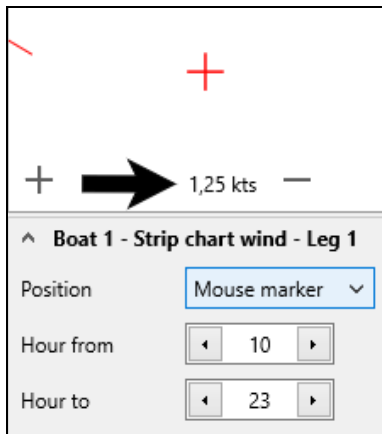 1,25 kts
Boat 1 - Strip chart wind - Leg 1
Position Mouse marker
Hour from 10
Hour to 23